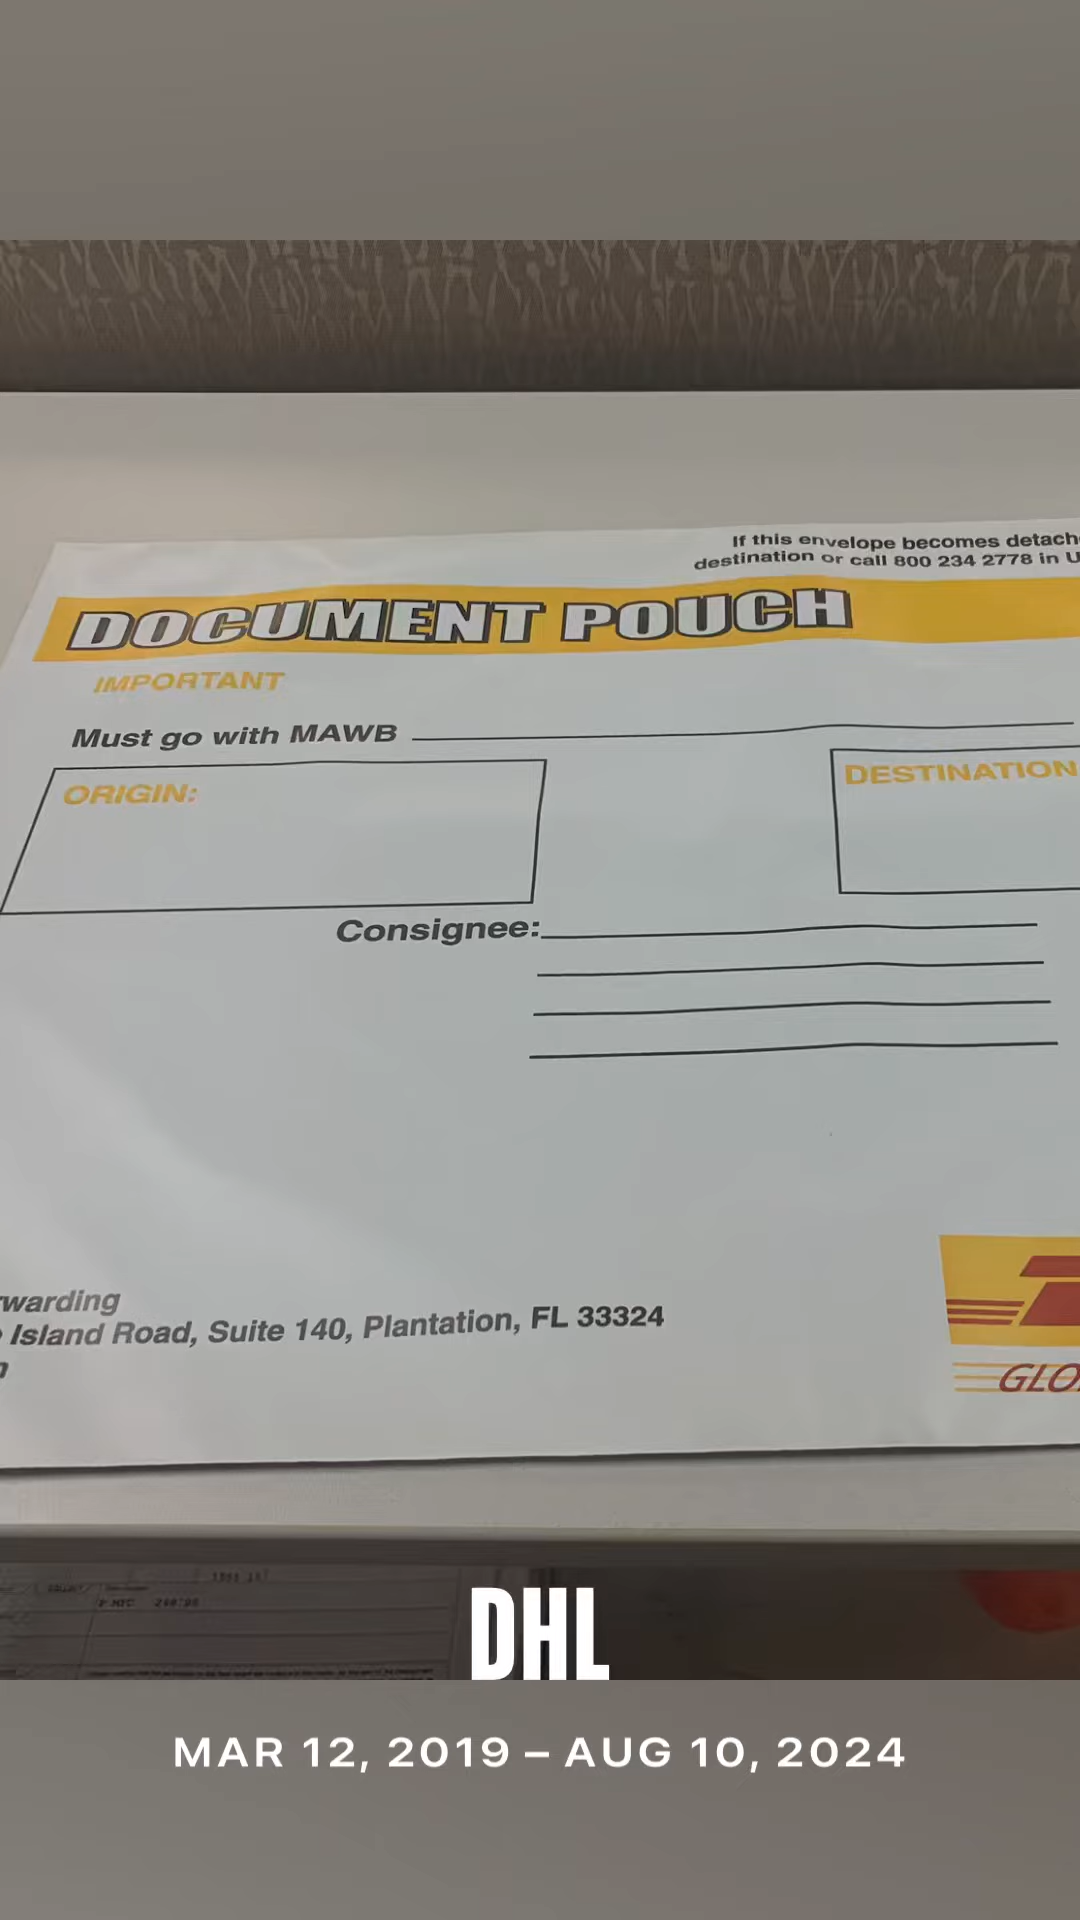 If this envelope becomes detach
destination or call 800 234 2778 in U
DOCUMENT POUCH
IMPORTANT
Must go with MAWB
ORIGIN:
DESTINATION
Consignee:
warding
Island Road, Suite 140, Plantation, FL 33324
GLO
DHL
MAR 12, 2019 – AUG 10, 2024